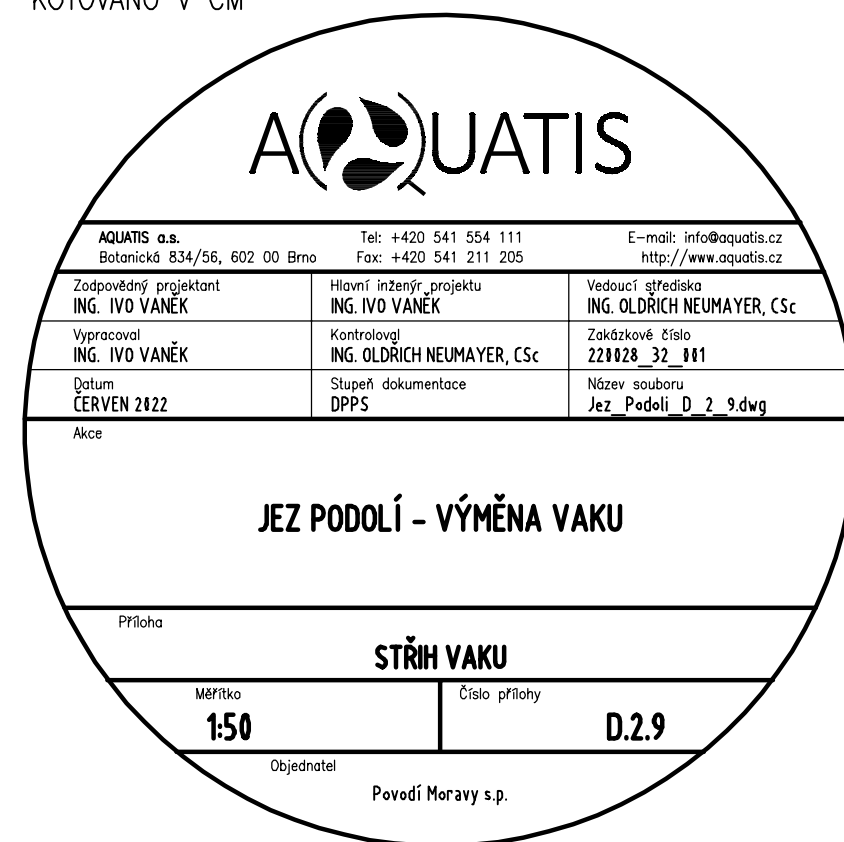 KÓTOVÁNO V CM
AQUATIS
AQUATIS a.s. Tel: +420 541 554 111 E-mail: info@aquatis.cz
Botanická 834/56, 602 00 Brno Fax: +420 541 211 205 http://www.aquatis.cz
Zodpovědný projektant Hlavní inženýr projektu Vedoucí střediska
ING. IVO VANĚK ING. IVO VANĚK ING. OLDŘICH NEUMAYER, CSc
Vypracoval Kontroloval Zakázkové číslo
ING. IVO VANĚK ING. OLDŘICH NEUMAYER, CSc 220028_32_001
Datum Stupeň dokumentace Název souboru
ČERVEN 2022 DPPS Jez_Podoli_D_2_9.dwg
Akce
JEZ PODOLÍ - VÝMĚNA VAKU
Příloha
STŘIH VAKU
Měřítko Číslo přílohy
1:50 D.2.9
Objednatel
Povodí Moravy s.p.